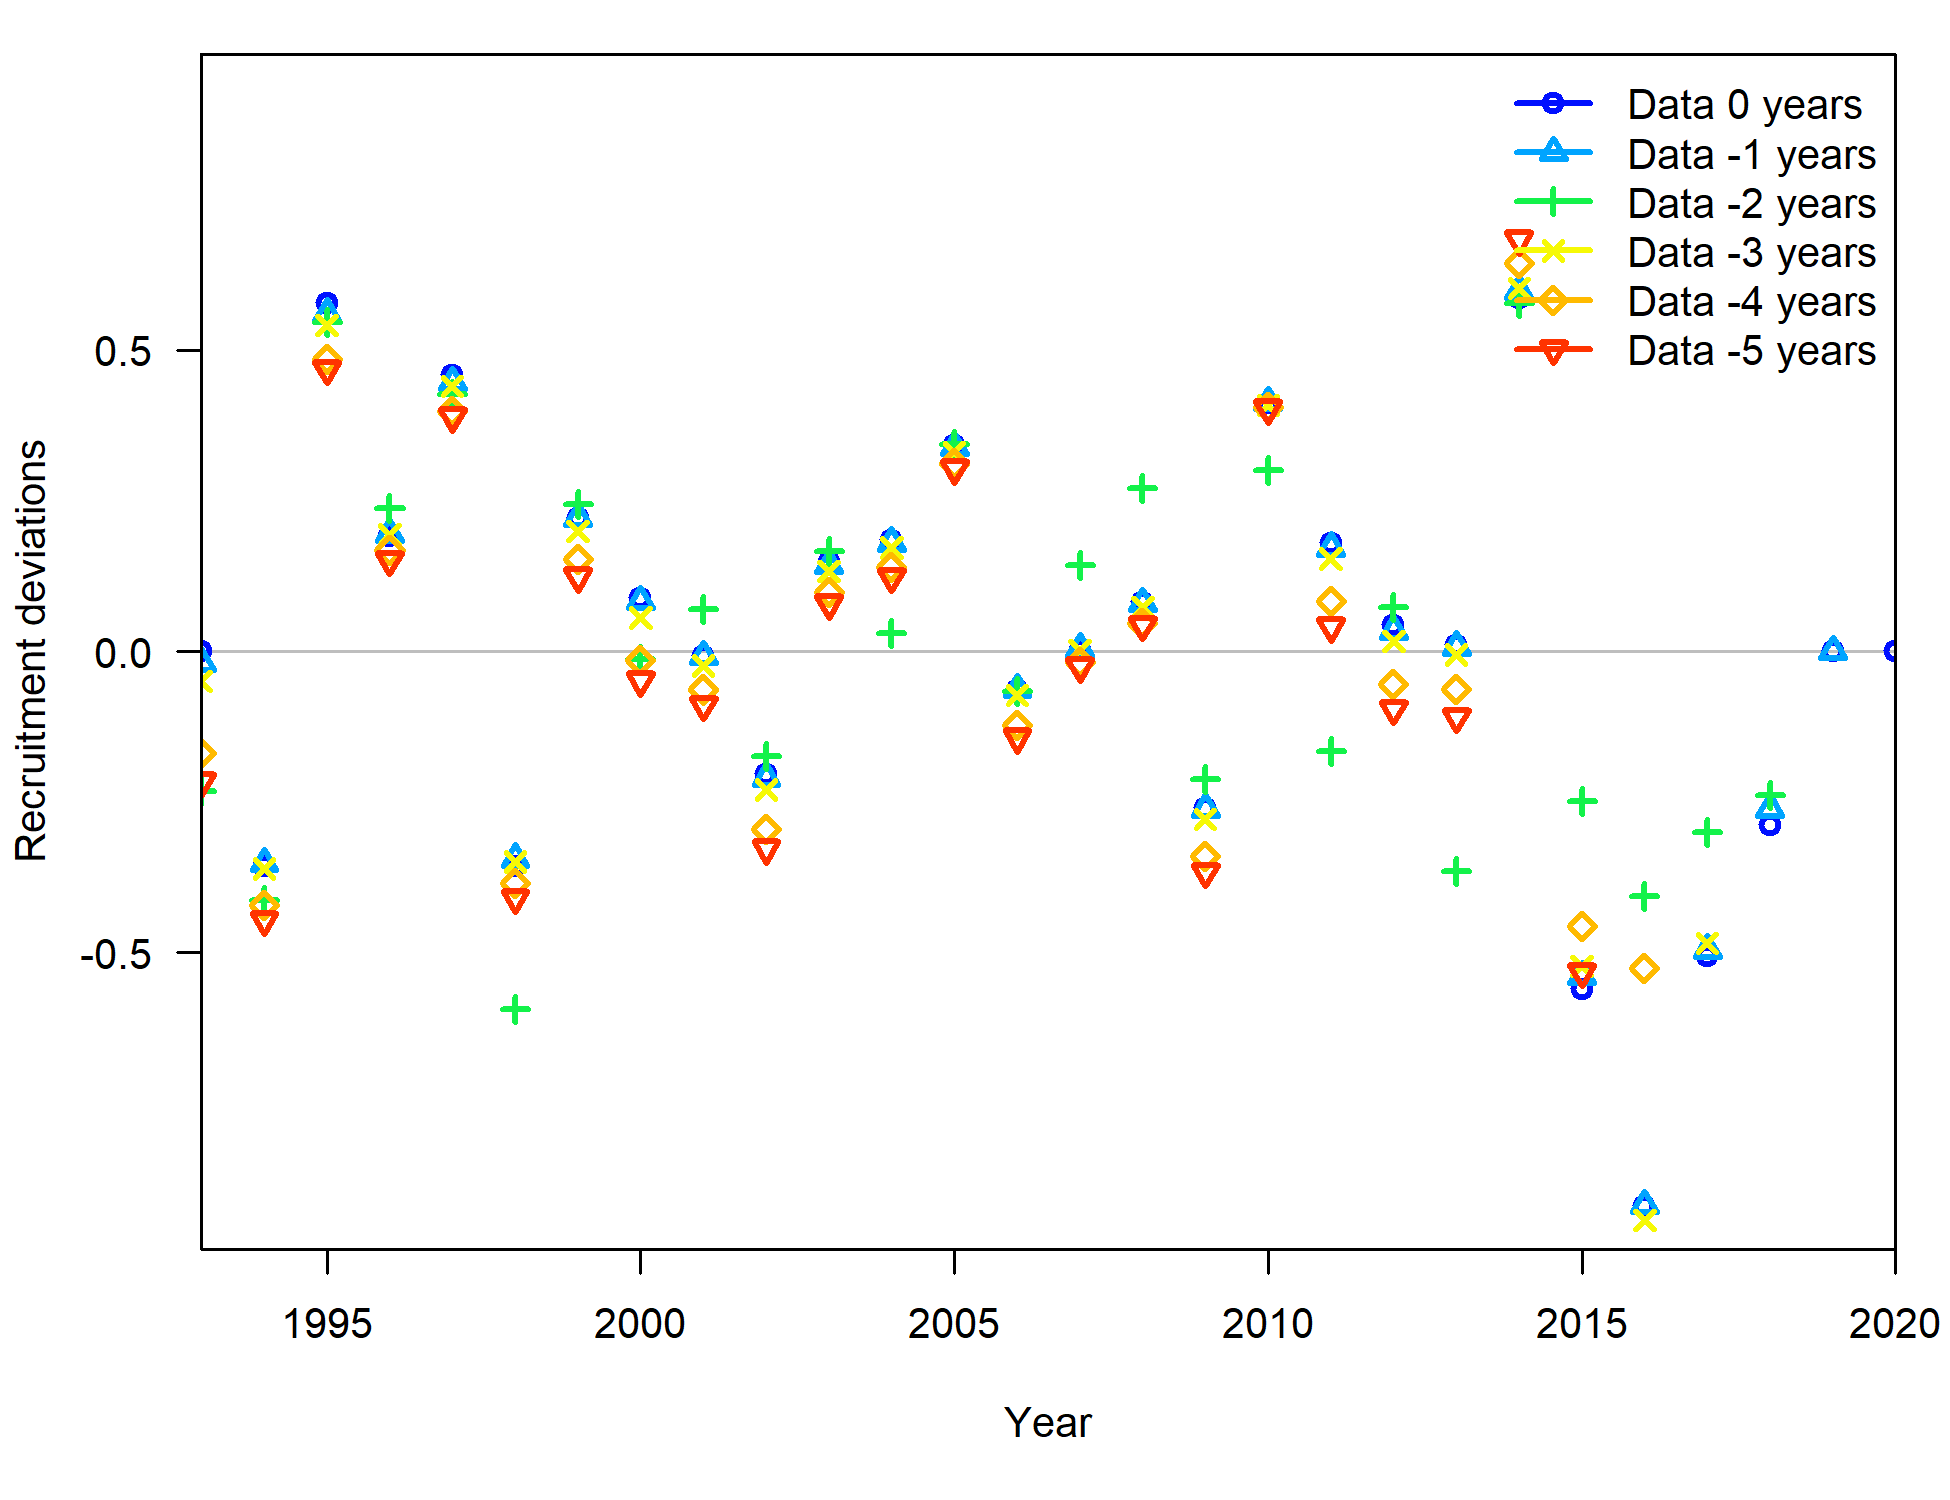 Data 0 years
Data -1 years
Data -2 years
Data -3 years
Data -4 years
Data -5 years
0.5
0.0
-0.5
Recruitment deviations
1995 2000 2005 2010 2015 2020
Year